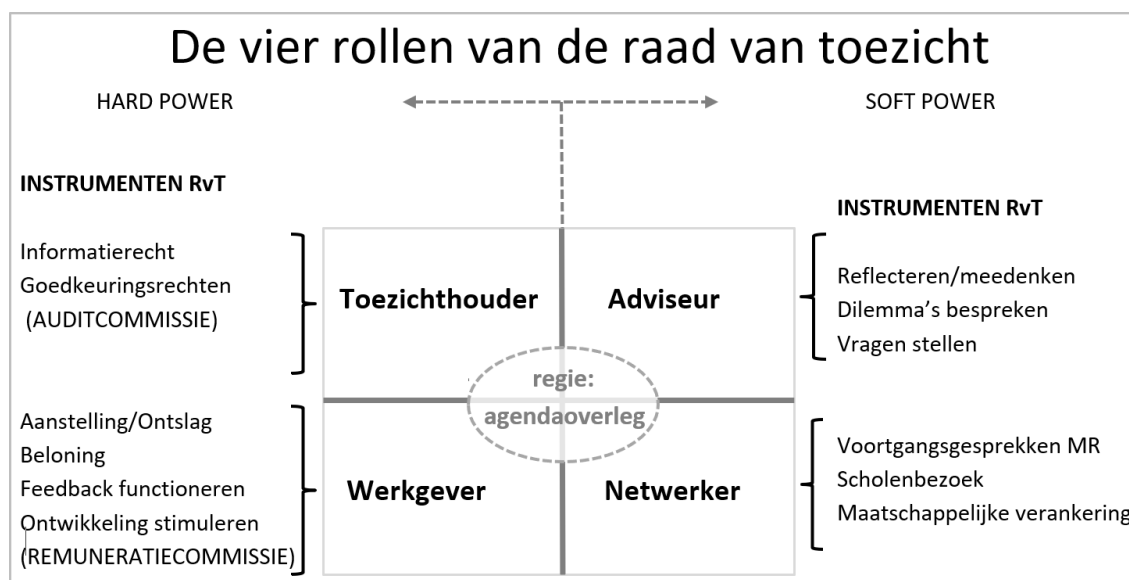 De vier rollen van de raad van toezicht
HARD POWER
SOFT POWER
INSTRUMENTEN RvT
Informatierecht
Goedkeuringsrechten
(AUDITCOMMISSIE)
Aanstelling/Ontslag
Beloning
Feedback functioneren
Ontwikkeling stimuleren
(REMUNERATIECOMMISSIE)
Toezichthouder
Adviseur
regie:
agendaoverleg
Werkgever
Netwerker
INSTRUMENTEN RvT
Reflecteren/meedenken
Dilemma's bespreken
Vragen stellen
Voortgangsgesprekken MR
Scholenbezoek
Maatschappelijke verankering